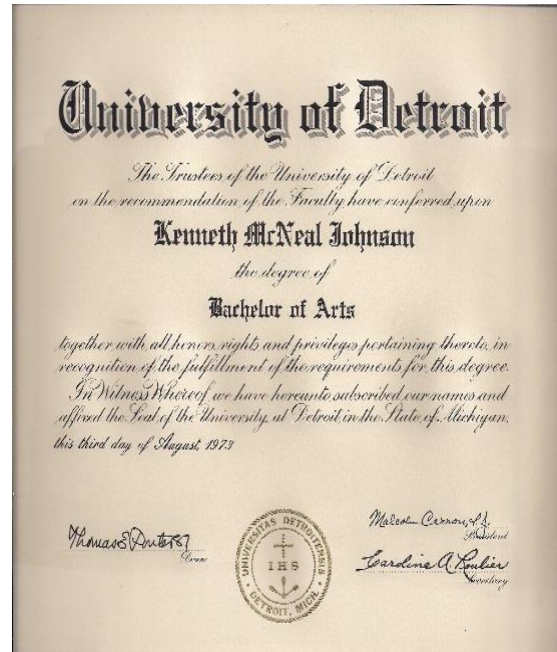 University of Detroit
The Trustees of the University of Detroit
on the recommendation of the Faculty have conferred upon
Kenneth McNeal Johnson
the degree of
Bachelor of Arts
together with all honors, rights and privileges pertaining thereto, in
recognition of the fulfillment of the requirements for this degree.
In Witness Whereof, we have hereunto subscribed our names and
affixed the Seal of the University, at Detroit, in the State of Michigan,
this third day of August, 1973
Malcolm Carron, S.J.
President
Thomas E.
Dean
UNIVERSITAS DETROITENSIS
IHS
DETROIT, MICH.
Caroline A.
Secretary